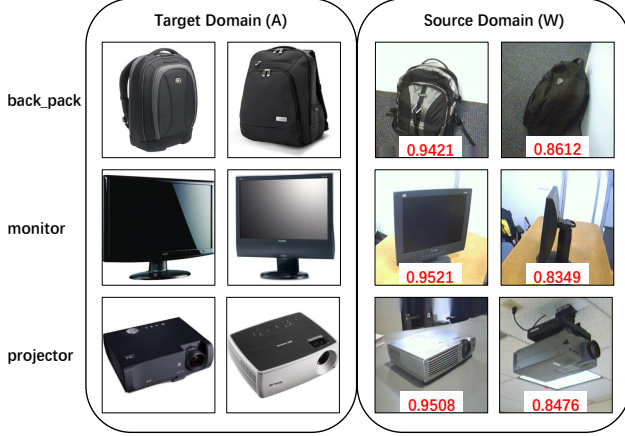 Target Domain (A)
Source Domain (W)
back_pack
0.9421
0.8612
monitor
0.9521
0.8349
projector
0.9508
0.8476